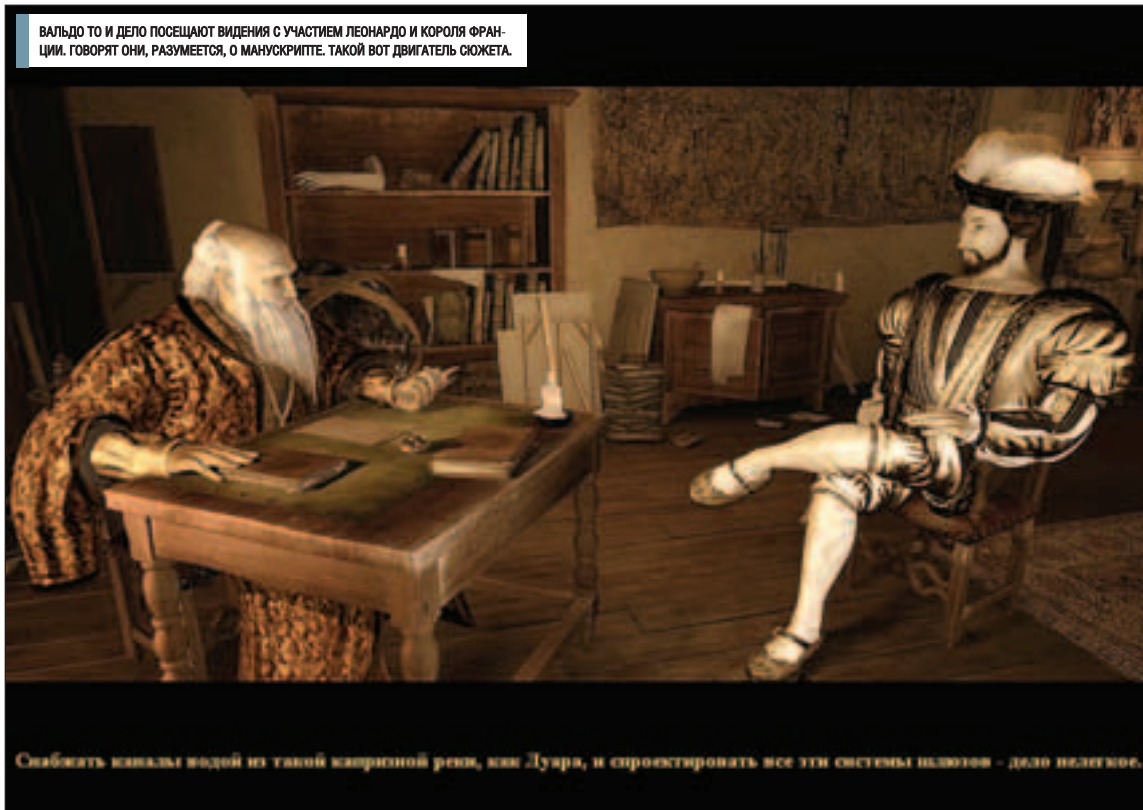 ВАЛЬДО ТО И ДЕЛО ПОСЕЩАЮТ ВИДЕНИЯ С УЧАСТИЕМ ЛЕОНАРДО И КОРОЛЯ ФРАН-
ЦИИ. ГОВОРЯТ ОНИ, РАЗУМЕЕТСЯ, О МАНУСКРИПТЕ. ТАКОЙ ВОТ ДВИГАТЕЛЬ СЮЖЕТА.
Снабжать каналы водой из такой капризной реки, как Луара, и спроектировать все эти системы шлюзов - дело нелегкое.